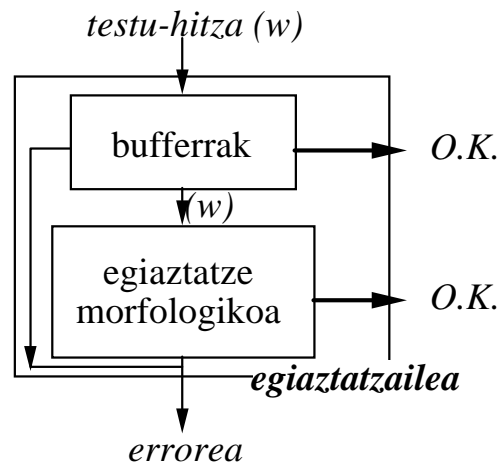 testu-hitza (w)
bufferrak
O.K.
(w)
egiaztatze
morfologikoa
O.K.
egiaztatzailea
errorea